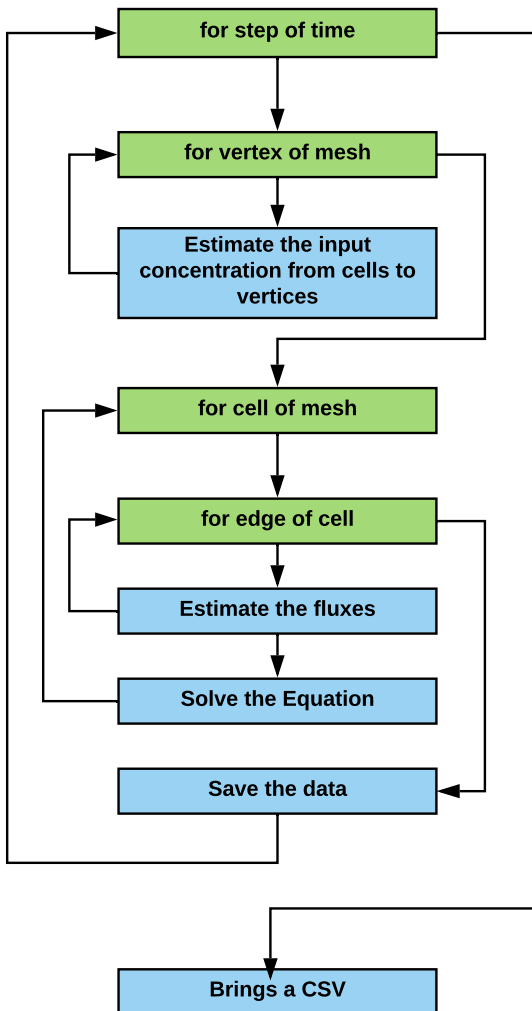 for step of time
for vertex of mesh
Estimate the input
concentration from cells to
vertices
for cell of mesh
for edge of cell
Estimate the fluxes
Solve the Equation
Save the data
Brings a CSV